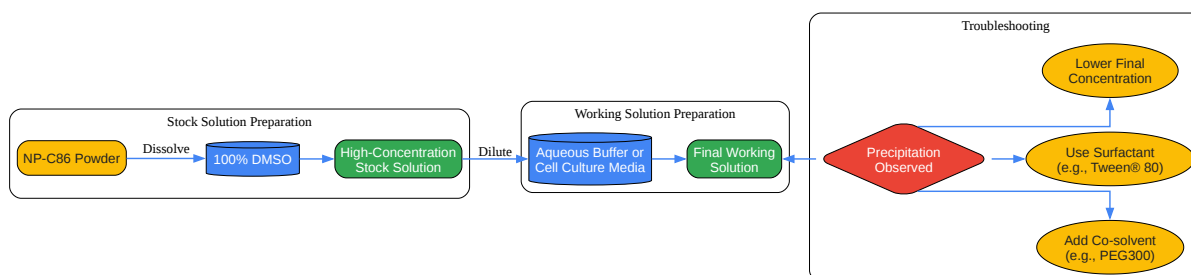 Stock Solution Preparation
NP-C86 Powder
Dissolve
100% DMSO
High-Concentration
Stock Solution
Dilute
Working Solution Preparation
Aqueous Buffer or
Cell Culture Media
Final Working
Solution
Troubleshooting
Precipitation
Observed
Lower Final
Concentration
Use Surfactant
(e.g., Tween® 80)
Add Co-solvent
(e.g., PEG300)